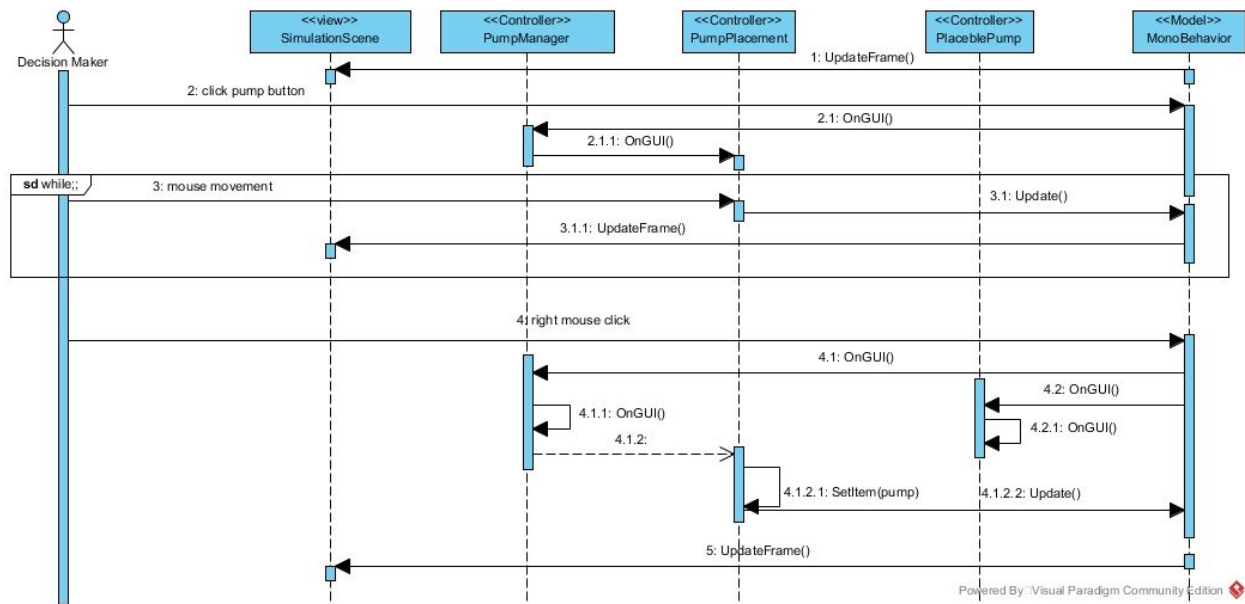 <<view>>
SimulationScene
<<Controller>>
PumpManager
<<Controller>>
PumpPlacement
<<Controller>>
PlaceblePump
<<Model>>
MonoBehavior
Decision Maker
1: UpdateFrame()
2: click pump button
2.1: OnGUI()
2.1.1: OnGUI()
sd while;;
3: mouse movement
3.1: Update()
3.1.1: UpdateFrame()
4: right mouse click
4.1: OnGUI()
4.2: OnGUI()
4.1.1: OnGUI()
4.2.1: OnGUI()
4.1.2:
4.1.2.1: SetItem(pump)
4.1.2.2: Update()
5: UpdateFrame()
Powered By Visual Paradigm Community Edition